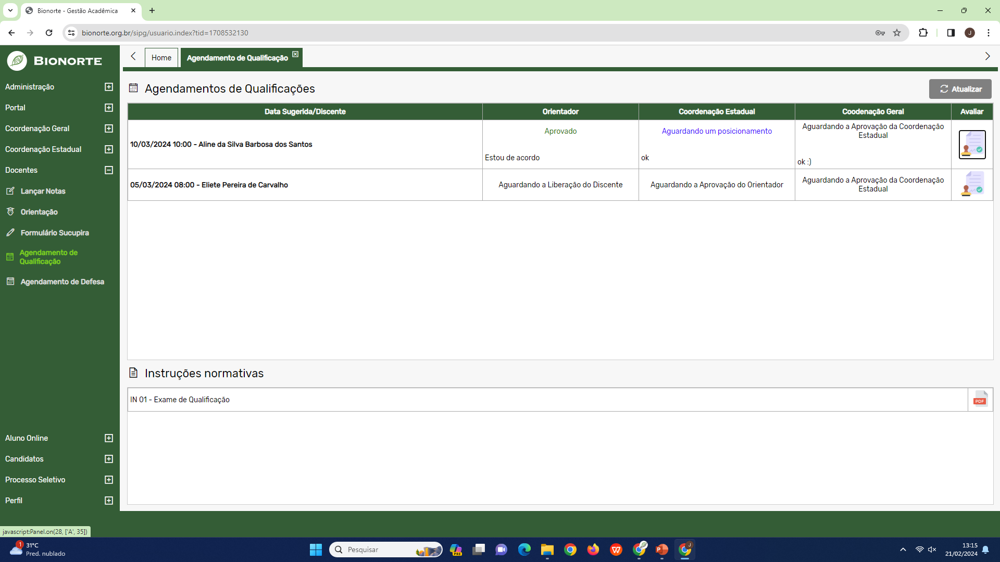 Bionorte - Gestão Acadêmica
bionorte.org.br/sipg/usuario.index?tid=1708532130
J
BIONORTE
Home
Agendamento de Qualificação
Administração
Portal
Coordenação Geral
Coordenação Estadual
Docentes
Lançar Notas
Orientação
Formulário Sucupira
Agendamento de
Qualificação
Agendamento de Defesa
Aluno Online
Candidatos
Processo Seletivo
Perfil
Agendamentos de Qualificações
Atualizar
Data Sugerida/Discente
Orientador
Coordenação Estadual
Coodenação Geral
Avaliar
10/03/2024 10:00 - Aline da Silva Barbosa dos Santos
Aprovado
Estou de acordo
Aguardando um posicionamento
ok
Aguardando a Aprovação da Coordenação
Estadual
ok :)
05/03/2024 08:00 - Eliete Pereira de Carvalho
Aguardando a Liberação do Discente
Aguardando a Aprovação do Orientador
Aguardando a Aprovação da Coordenação
Estadual
Instruções normativas
IN 01 - Exame de Qualificação
PDF
javascript:Panel.on(28, ['A', 35])
1
31°C
Pred. nublado
Pesquisar
PRE
W
P
J
13:15
21/02/2024